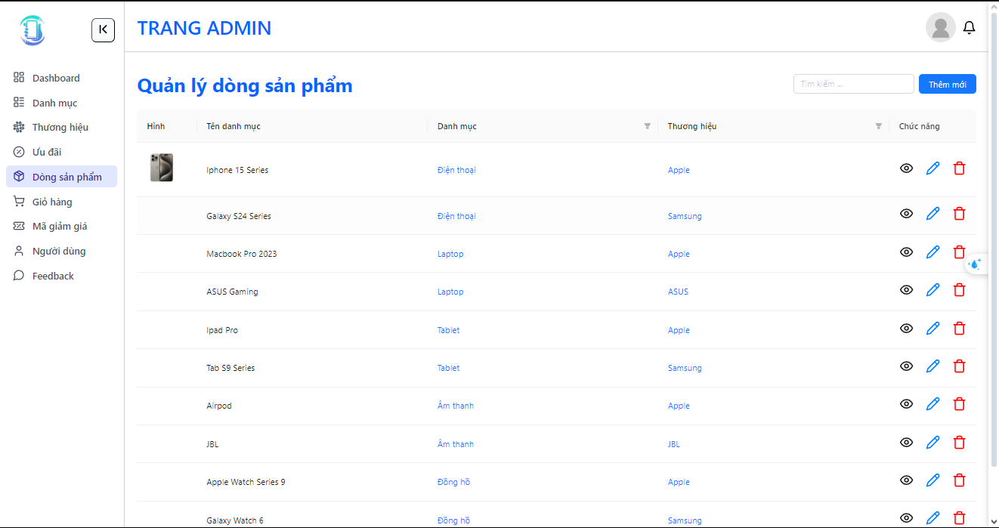 TRANG ADMIN
Dashboard
Danh mục
Thương hiệu
Ưu đãi
Dòng sản phẩm
Giỏ hàng
Mã giảm giá
Người dùng
Feedback
Quản lý dòng sản phẩm
Tìm kiếm ...
Thêm mới
Hình Tên danh mục Danh mục Thương hiệu Chức năng
Iphone 15 Series Điện thoại Apple
Galaxy S24 Series Điện thoại Samsung
Macbook Pro 2023 Laptop Apple
ASUS Gaming Laptop ASUS
Ipad Pro Tablet Apple
Tab S9 Series Tablet Samsung
Airpod Âm thanh Apple
JBL Âm thanh JBL
Apple Watch Series 9 Đồng hồ Apple
Galaxy Watch 6 Đồng hồ Samsung